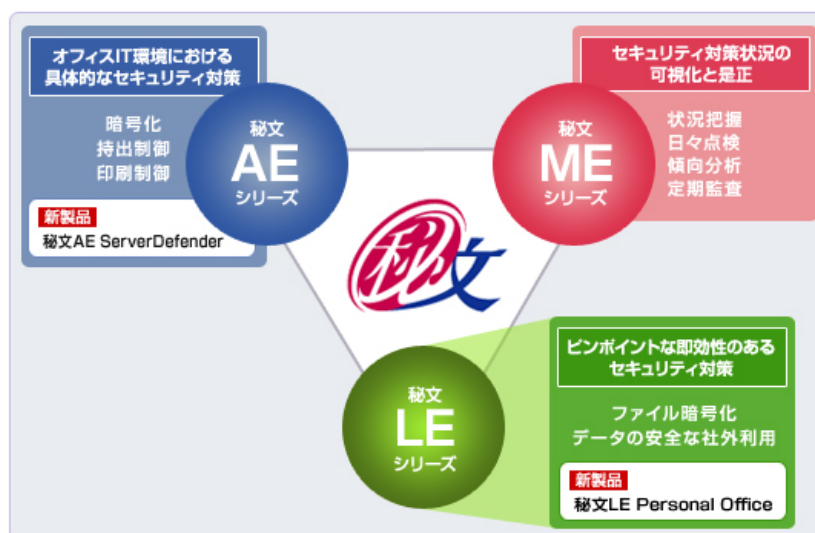 オフィスIT環境における
具体的なセキュリティ対策
暗号化
持出制御
印刷制御
新製品
秘文AE ServerDefender
秘文
AE
シリーズ
秘文
ME
シリーズ
セキュリティ対策状況の
可視化と是正
状況把握
日々点検
傾向分析
定期監査
秘文
秘文
LE
シリーズ
ピンポイントな即効性のある
セキュリティ対策
ファイル暗号化
データの安全な社外利用
新製品
秘文LE Personal Office